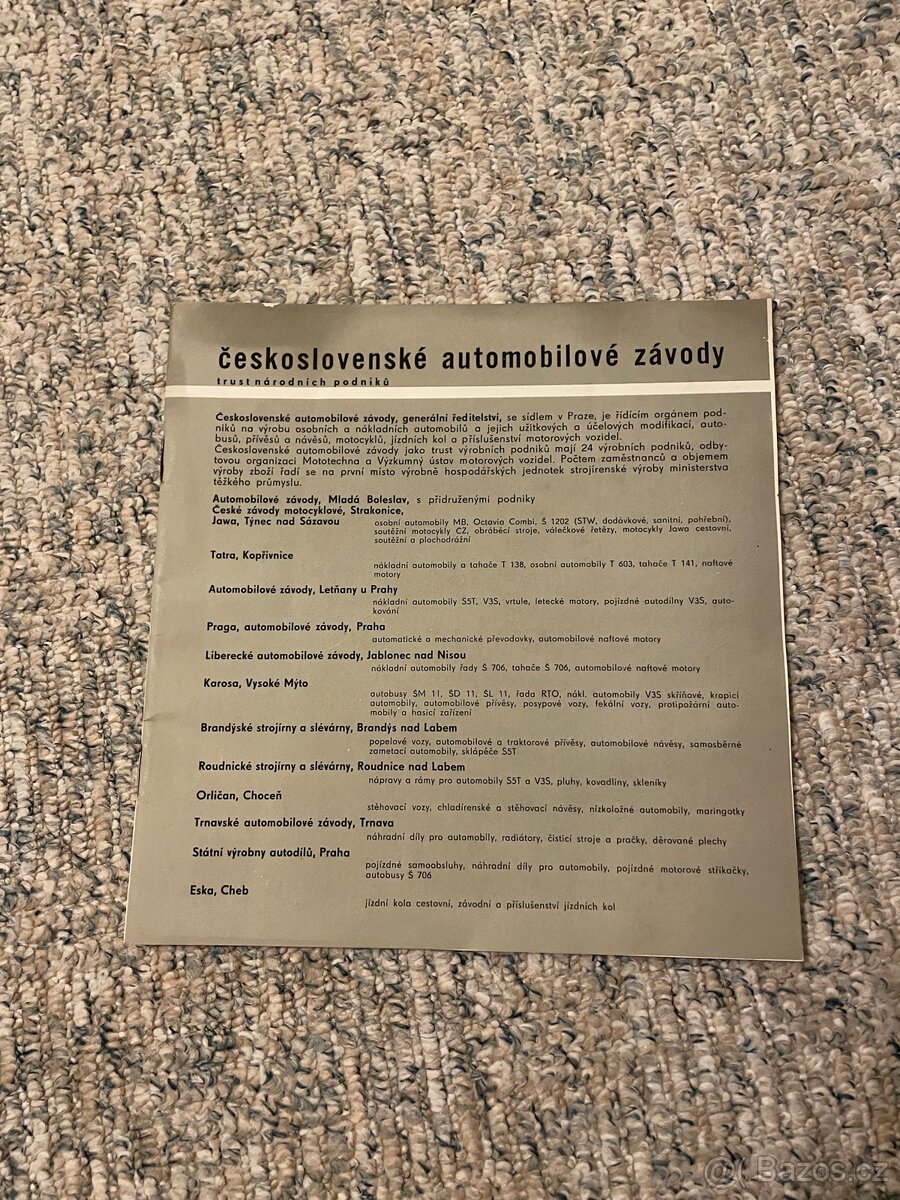 československé automobilové závody
trust národních podniků
Československé automobilové závody, generální ředitelství, se sídlem v Praze, je řídícím orgánem pod-
niků na výrobu osobních a nákladních automobilů a jejich užitkových a účelových modifikací, auto-
busů, přívěsů a návěsů, motocyklů, jízdních kol a příslušenství motorových vozidel.
Československé automobilové závody jako trust výrobních podniků mají 24 výrobních podniků, odby-
tovou organizaci Mototechna a Výzkumný ústav motorových vozidel. Počtem zaměstnanců a objemem
výroby zboží řadí se na první místo výrobně hospodářských jednotek strojírenské výroby ministerstva
těžkého průmyslu.
Automobilové závody, Mladá Boleslav, s přidruženými podniky
České závody motocyklové, Strakonice,
Jawa, Týnec nad Sázavou
osobní automobily MB, Octavia Combi, Š 1202 (STW, dodávkové, sanitní, pohřební),
soutěžní motocykly CZ, obráběcí stroje, válečkové řetězy, motocykly Jawa cestovní,
soutěžní a plochodrážní
Tatra, Kopřivnice
nákladní automobily a tahače T 138, osobní automobily T 603, tahače T 141, naftové
motory
Automobilové závody, Letňany u Prahy
nákladní automobily S5T, V3S, vrtule, letecké motory, pojízdné autodílny V3S, auto-
kování
Praga, automobilové závody, Praha
automatické a mechanické převodovky, automobilové naftové motory
Liberecké automobilové závody, Jablonec nad Nisou
nákladní automobily řady Š 706, tahače Š 706, automobilové naftové motory
Karosa, Vysoké Mýto
autobusy ŠM 11, ŠD 11, ŠL 11, řada RTO, nákl. automobily V3S skříňové, kropicí
automobily, automobilové přívěsy, posypové vozy, fekální vozy, protipožární auto-
mobily a hasicí zařízení
Brandýské strojírny a slévárny, Brandýs nad Labem
popelové vozy, automobilové a traktorové přívěsy, automobilové návěsy, samosběrné
zametací automobily, sklápěče S5T
Roudnické strojírny a slévárny, Roudnice nad Labem
nápravy a rámy pro automobily S5T a V3S, pluhy, kovadliny, skleníky
Orličan, Choceň
stěhovací vozy, chladírenské a stěhovací návěsy, nízkoložné automobily, maringotky
Trnavské automobilové závody, Trnava
náhradní díly pro automobily, radiátory, čisticí stroje a pračky, děrované plechy
Státní výrobny autodílů, Praha
pojízdné samoobsluhy, náhradní díly pro automobily, pojízdné motorové stříkačky,
autobusy Š 706
Eska, Cheb
jízdní kola cestovní, závodní a příslušenství jízdních kol
@( Bazos.cz